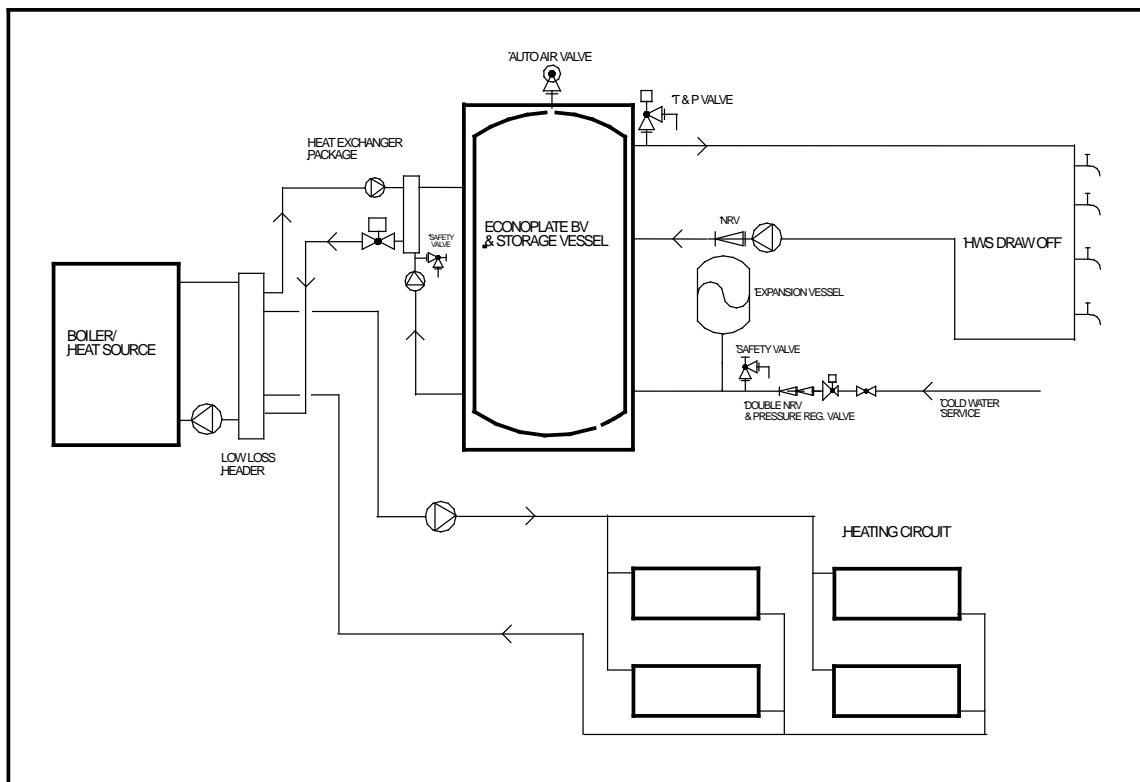 AUTO AIR VALVE
T & P VALVE
HEAT EXCHANGER
PACKAGE
ECONOPLATE BV
& STORAGE VESSEL
NRV
SAFETY
VALVE
HWS DRAW OFF
EXPANSION VESSEL
BOILER/
HEAT SOURCE
SAFETY VALVE
DOUBLE NRV
& PRESSURE REG. VALVE
COLD WATER
SERVICE
LOW LOSS
HEADER
HEATING CIRCUIT